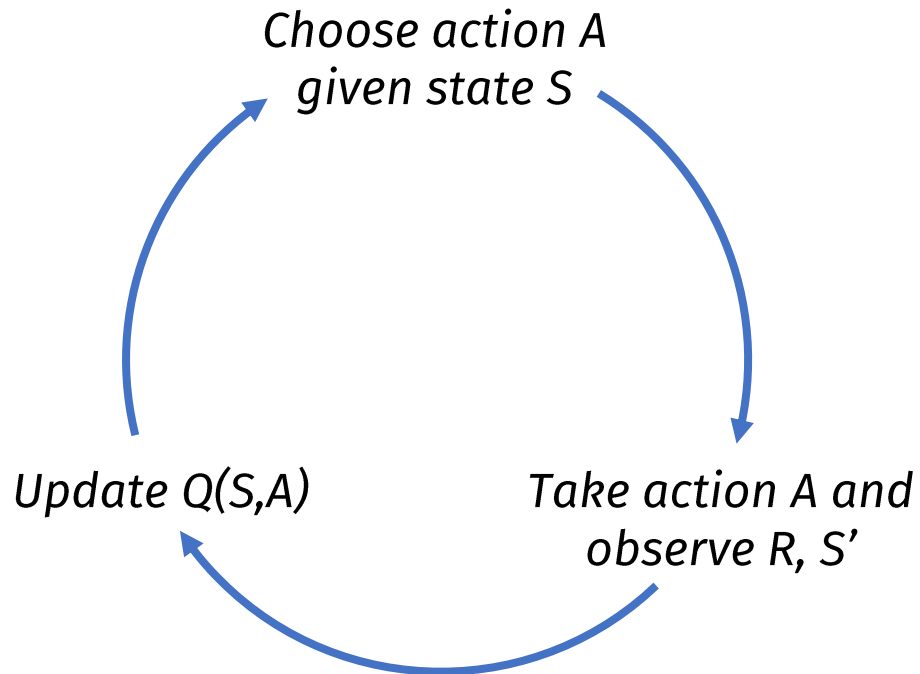 Choose action A
given state S
Update Q(S,A)
Take action A and
observe R, S’